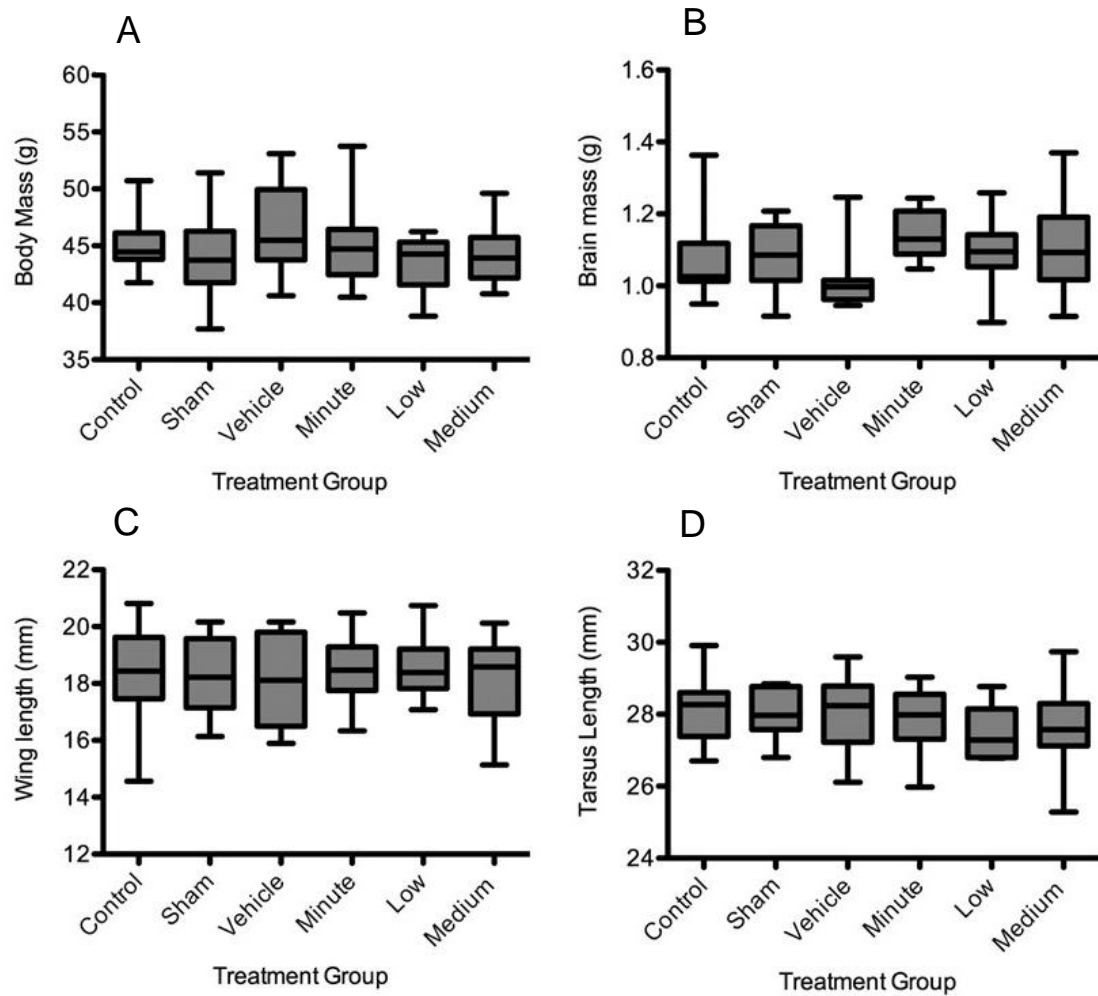 A
Body Mass (g)
60
55
50
45
40
35
Control
Sham
Vehicle
Minute
Low
Medium
Treatment Group
B
Brain mass (g)
1.6
1.4
1.2
1.0
0.8
Control
Sham
Vehicle
Minute
Low
Medium
Treatment Group
C
Wing length (mm)
22
20
18
16
14
12
Control
Sham
Vehicle
Minute
Low
Medium
Treatment Group
D
Tarsus Length (mm)
32
30
28
26
24
Control
Sham
Vehicle
Minute
Low
Medium
Treatment Group